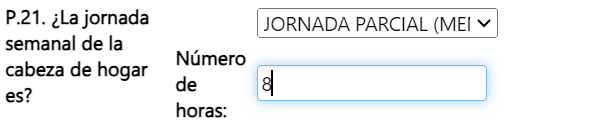 P.21. ¿La jornada
semanal de la
cabeza de hogar
es?
JORNADA PARCIAL (MEI
Número
de
horas:
8